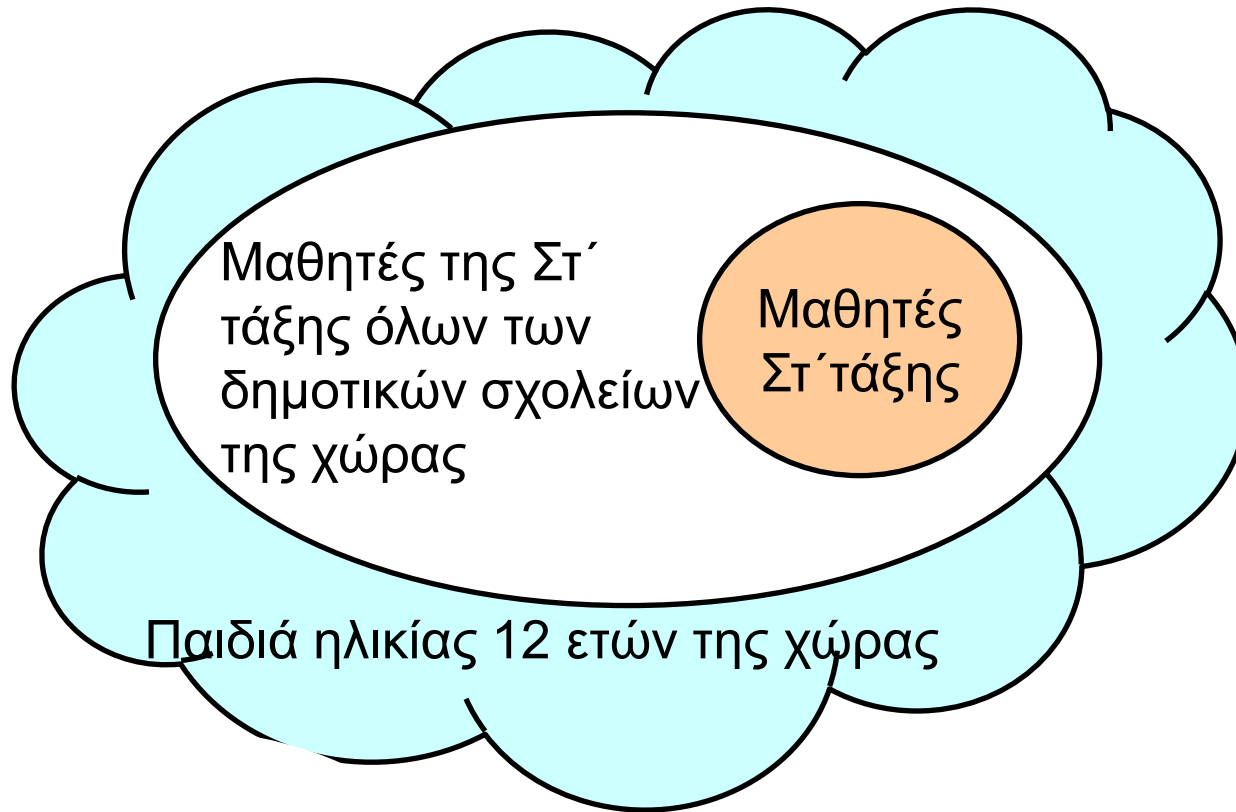 Μαθητές της Στ΄
τάξης όλων των
δημοτικών σχολείων
της χώρας
Μαθητές
Στ΄τάξης
Παιδιά ηλικίας 12 ετών της χώρας